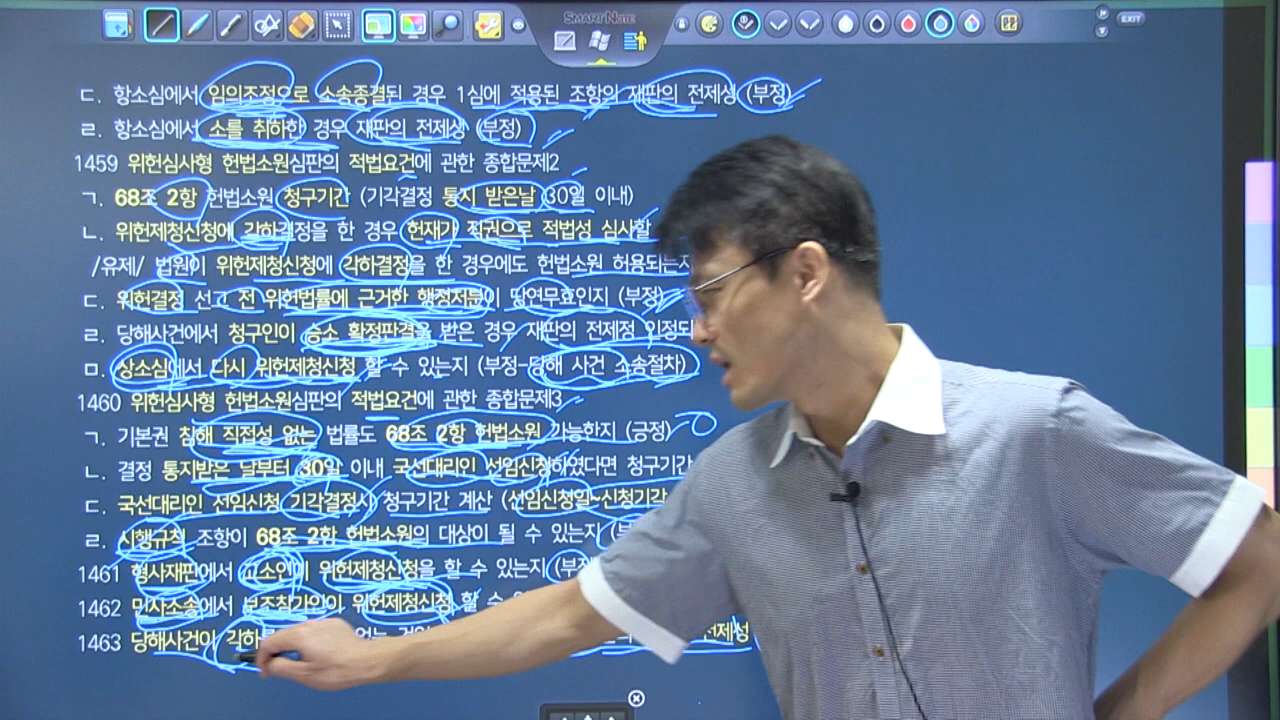 SMARTNOTE
EXIT
ㄷ. 항소심에서 임의조정으로 소송종결된 경우 1심에 적용된 조항의 재판의 전제성 (부정)
ㄹ. 항소심에서 소를 취하한 경우 재판의 전제성 (부정)
1459 위헌심사형 헌법소원심판의 적법요건에 관한 종합문제2
ㄱ. 68조 2항 헌법소원 청구기간 (기각결정 통지 받은날 30일 이내)
ㄴ. 위헌제청신청에 각하결정을 한 경우 헌재가 직권으로 적법성 심사할
/유제/ 법원이 위헌제청신청에 각하결정을 한 경우에도 헌법소원 허용되는지
ㄷ. 위헌결정 선고 전 위헌법률에 근거한 행정처분이 당연무효인지 (부정)
ㄹ. 당해사건에서 청구인이 승소 확정판결을 받은 경우 재판의 전제정 인정되
ㅁ. 상소심에서 다시 위헌제청신청 할 수 있는지 (부정-당해 사건 소송절차)
1460 위헌심사형 헌법소원심판의 적법요건에 관한 종합문제3
ㄱ. 기본권 침해 직접성 없는 법률도 68조 2항 헌법소원 가능한지 (긍정)
ㄴ. 결정 통지받은 날부터 30일 이내 국선대리인 선임신청하였다면 청구기간
ㄷ. 국선대리인 선임신청 기각결정시 청구기간 계산 (선임신청일~신청기각
ㄹ. 시행규칙 조항이 68조 2항 헌법소원의 대상이 될 수 있는지 (부
1461 형사재판에서 고소인이 위헌제청신청을 할 수 있는지 (부정
1462 민사소송에서 보조참가인이 위헌제청신청 할 수
1463 당해사건이 각하 전제성